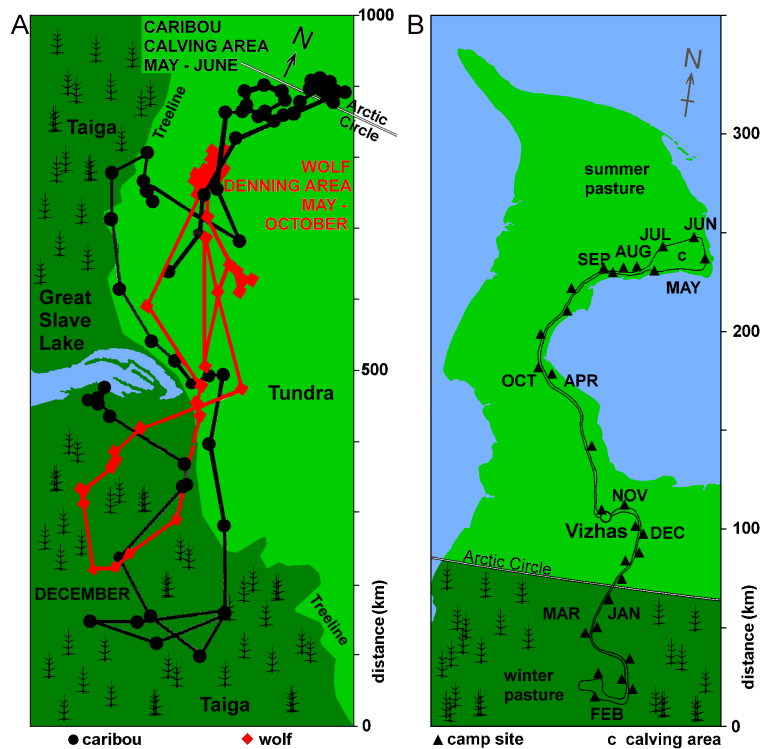 A
CARIBOU
CALVING AREA
MAY - JUNE
N
1000
Taiga
Treeline
Arctic
Circle
WOLF
DENNING AREA
MAY -
OCTOBER
Great
Slave
Lake
500
Tundra
DECEMBER
Treeline
Taiga
distance (km)
0
caribou
wolf
B
N
300
summer
pasture
JUN
JUL
AUG
SEP
c
MAY
200
OCT
APR
NOV
Vizhas
DEC
100
Arctic Circle
MAR
JAN
winter
pasture
FEB
distance (km)
0
camp site
c calving area